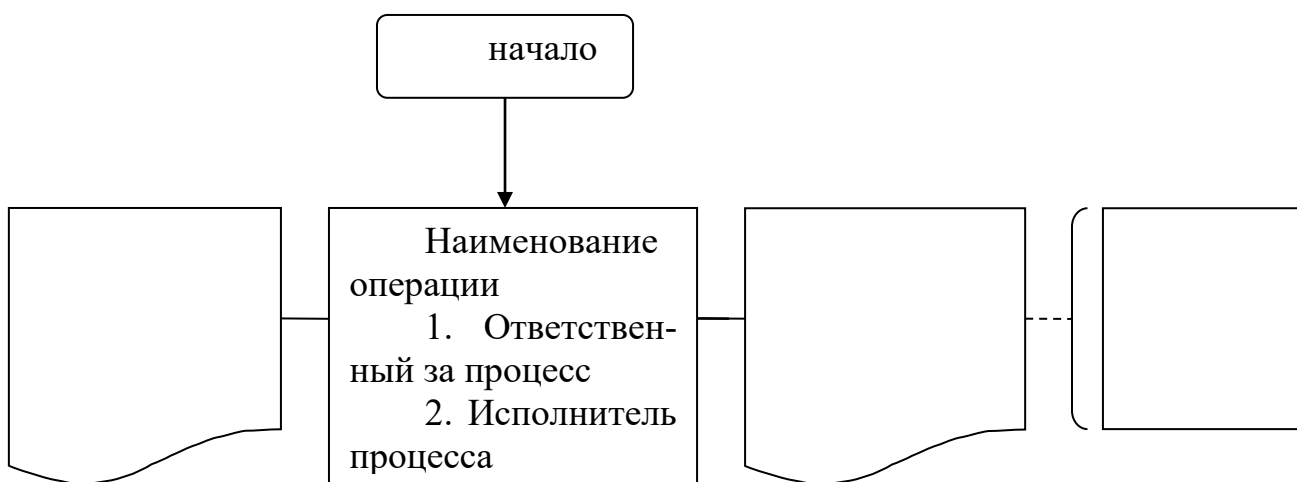 начало
Наименование
операции
1. Ответствен-
ный за процесс
2. Исполнитель
процесса